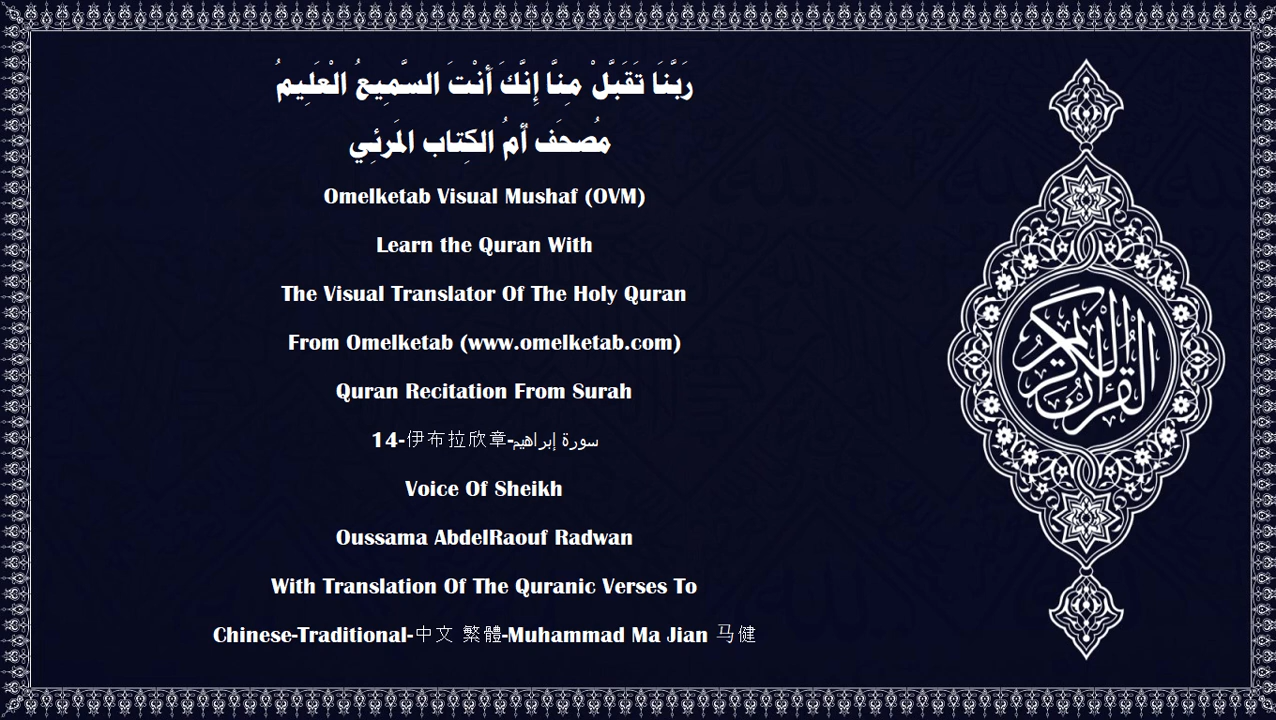 رَبَّنَا تَقَبَّلْ مِنَّا إِنَّكَ أَنْتَ السَّمِيعُ الْعَلِيمُ
مُصحَف أمُ الكِتاب المَرئِي
Omelketab Visual Mushaf (OVM)
Learn the Quran With
The Visual Translator Of The Holy Quran
From Omelketab (www.omelketab.com)
Quran Recitation From Surah
14-伊布拉欣章-سورة إبراهيم
Voice Of Sheikh
Oussama AbdelRaouf Radwan
With Translation Of The Quranic Verses To
Chinese-Traditional-中文 繁體-Muhammad Ma Jian 马健
القرآن الكريم